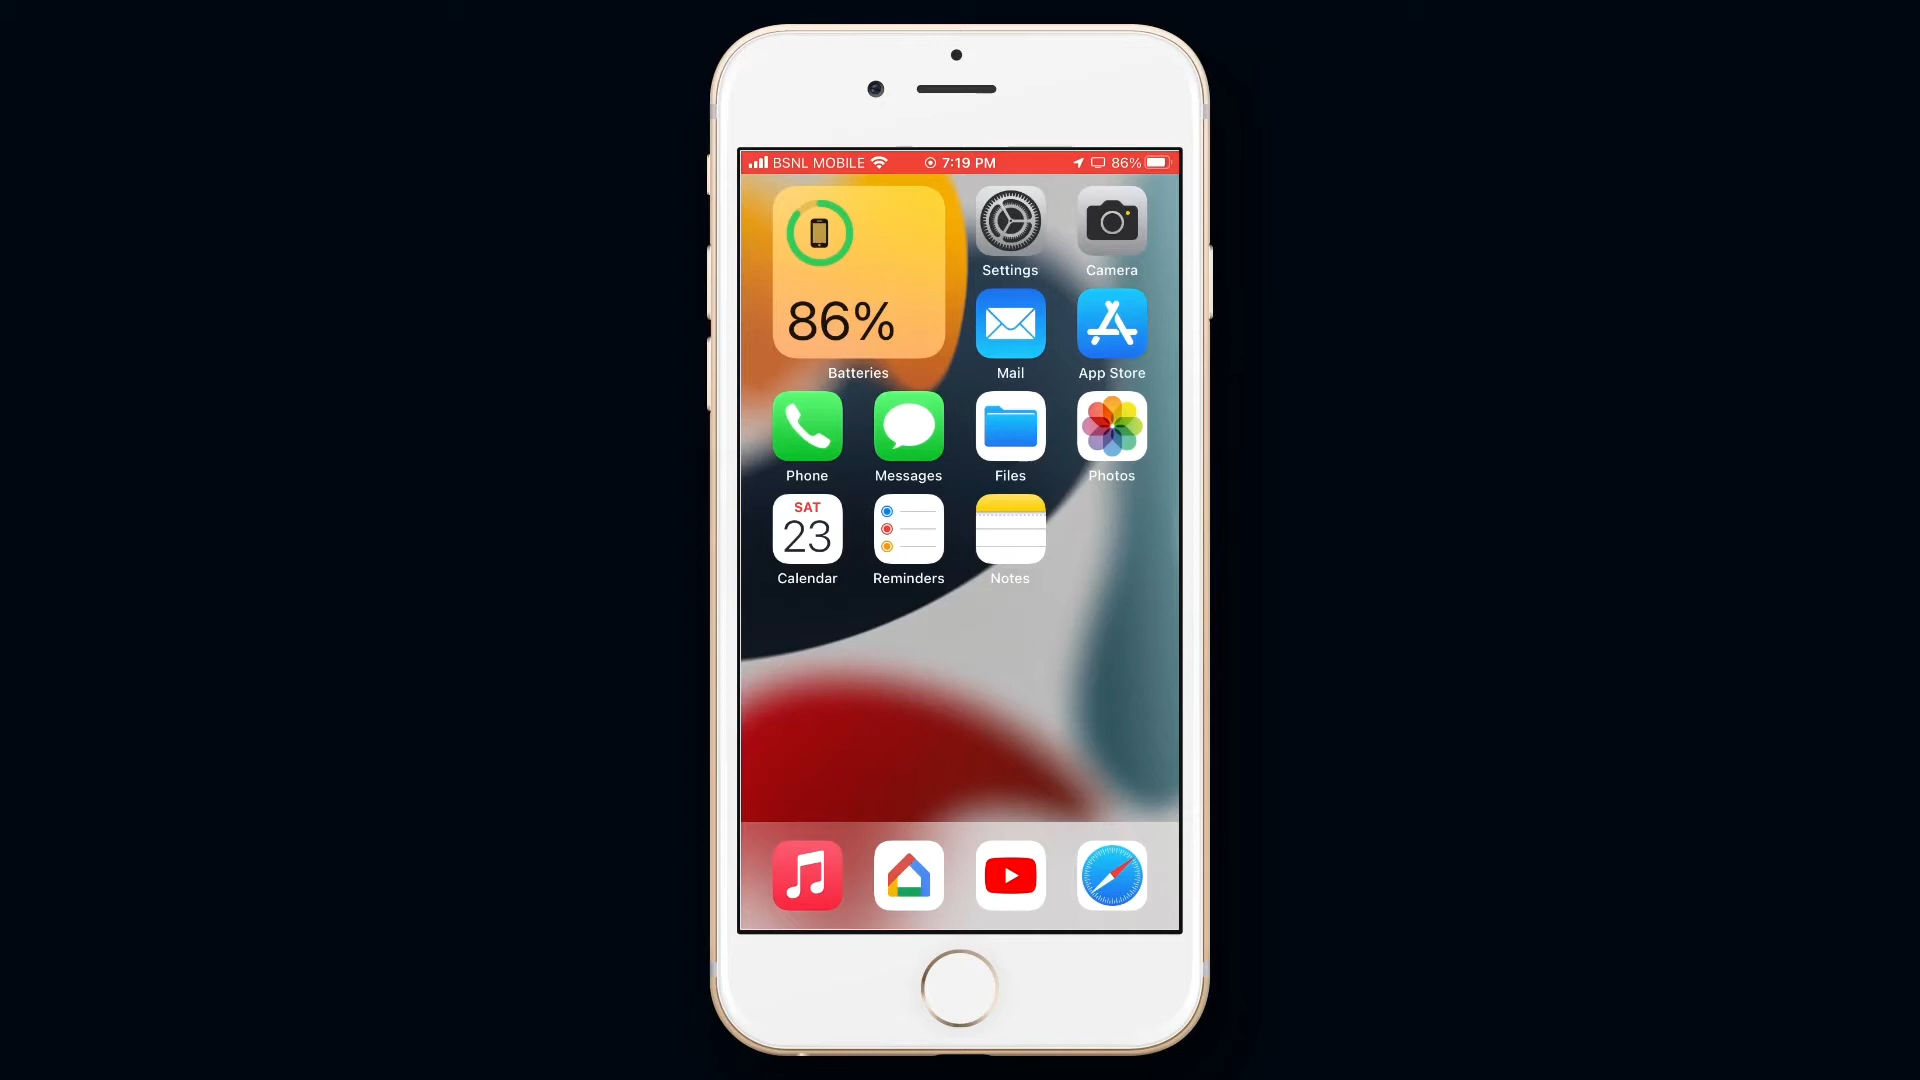 BSNL MOBILE 7:19 PM 86%
86%
Batteries
Settings Camera
Mail App Store
Phone Messages Files Photos
SAT
23
Calendar Reminders Notes